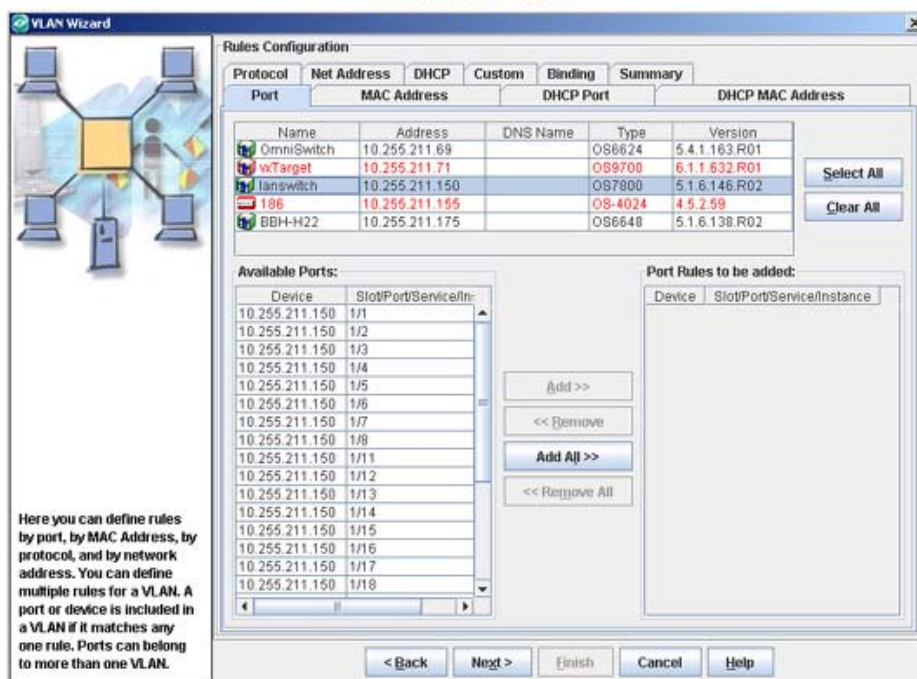 VLAN Wizard
Rules Configuration
Protocol Net Address DHCP Custom Binding Summary
Port MAC Address DHCP Port DHCP MAC Address
Name Address DNS Name Type Version
OmniSwitch 10.255.211.69 OS6624 5.4.1.163.R01
vxTarget 10.255.211.71 OS9700 6.1.1.632.R01
lanswitch 10.255.211.150 OS7800 5.1.6.146.R02
186 10.255.211.155 OS-4024 4.5.2.59
BBH-H22 10.255.211.175 OS6648 5.1.6.138.R02
Select All
Clear All
Available Ports:
Device Slot/Port/Service/In
10.255.211.150 1/1
10.255.211.150 1/2
10.255.211.150 1/3
10.255.211.150 1/4
10.255.211.150 1/5
10.255.211.150 1/6
10.255.211.150 1/7
10.255.211.150 1/8
10.255.211.150 1/11
10.255.211.150 1/12
10.255.211.150 1/13
10.255.211.150 1/14
10.255.211.150 1/15
10.255.211.150 1/16
10.255.211.150 1/17
10.255.211.150 1/18
Add >>
<< Remove
Add All >>
<< Remove All
Port Rules to be added:
Device Slot/Port/Service/Instance
Here you can define rules
by port, by MAC Address, by
protocol, and by network
address. You can define
multiple rules for a VLAN. A
port or device is included in
a VLAN if it matches any
one rule. Ports can belong
to more than one VLAN.
< Back Next > Finish Cancel Help